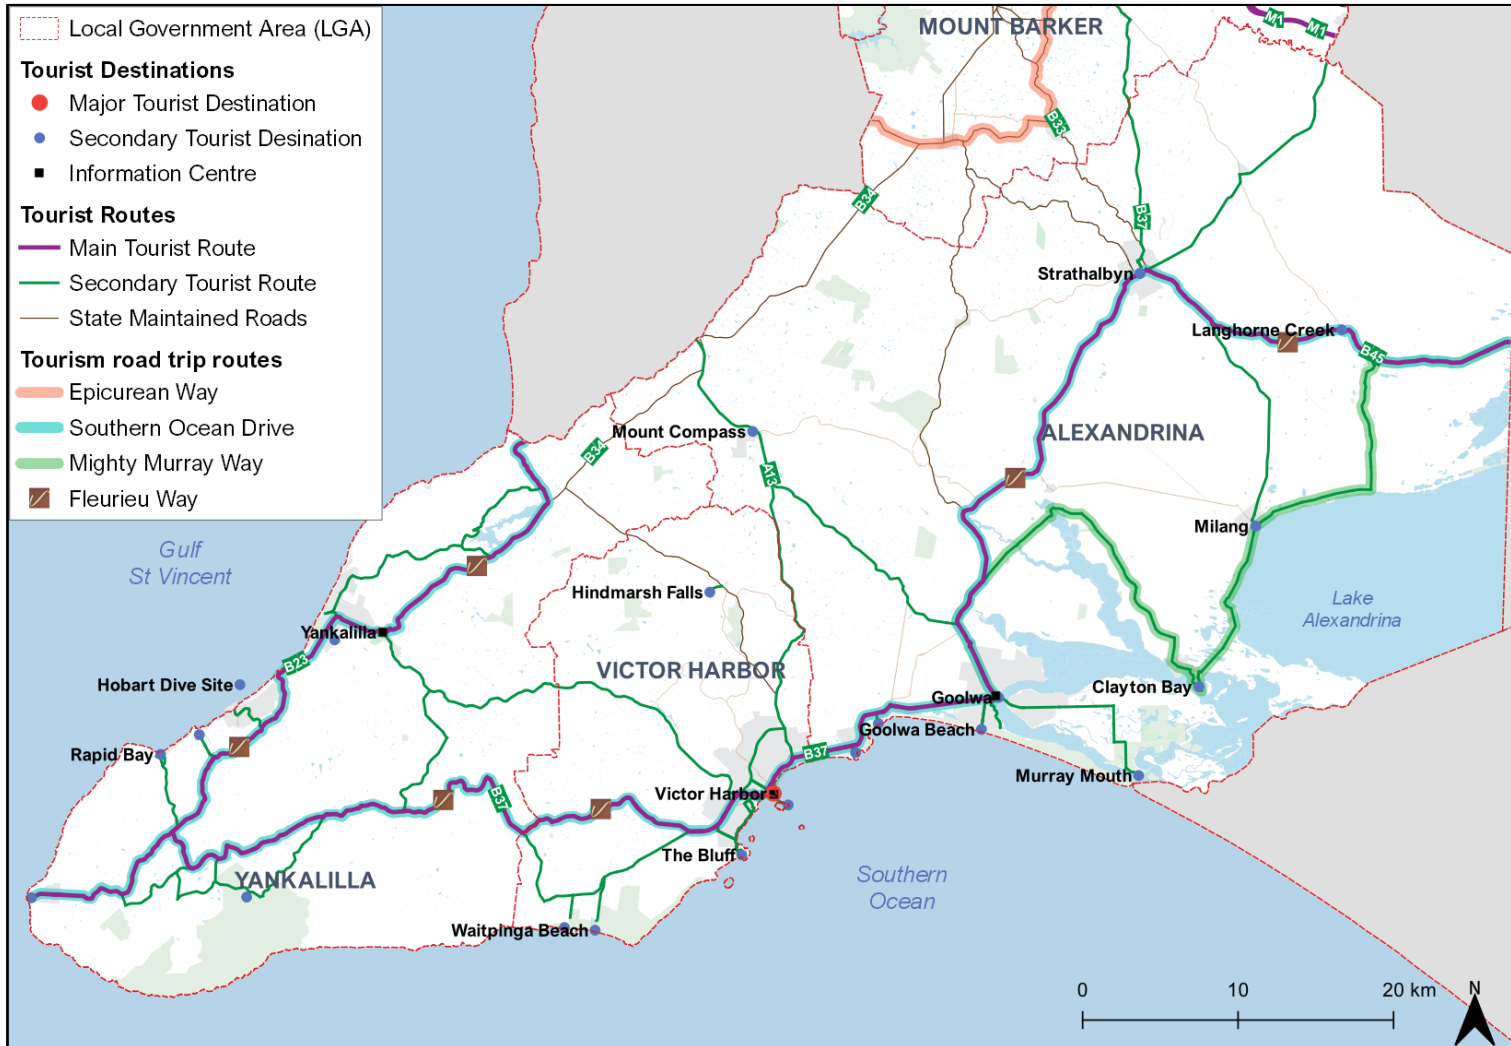 Local Government Area (LGA)
Tourist Destinations
Major Tourist Destination
Secondary Tourist Desination
Information Centre
Tourist Routes
Main Tourist Route
Secondary Tourist Route
State Maintained Roads
Tourism road trip routes
Epicurean Way
Southern Ocean Drive
Mighty Murray Way
Fleurieu Way
MOUNT BARKER
M1
M1
B33
B34
B37
Strathalbyn
Langhorne Creek
B45
Mount Compass
ALEXANDRINA
B34
A13
Milang
Gulf
St Vincent
Hindmarsh Falls
Lake
Alexandrina
Yankalilla
B23
VICTOR HARBOR
Hobart Dive Site
Clayton Bay
Goolwa
Goolwa Beach
Rapid Bay
B37
Murray Mouth
Victor Harbor
B37
The Bluff
YANKALILLA
Southern
Ocean
Waitpinga Beach
0 10 20 km
N